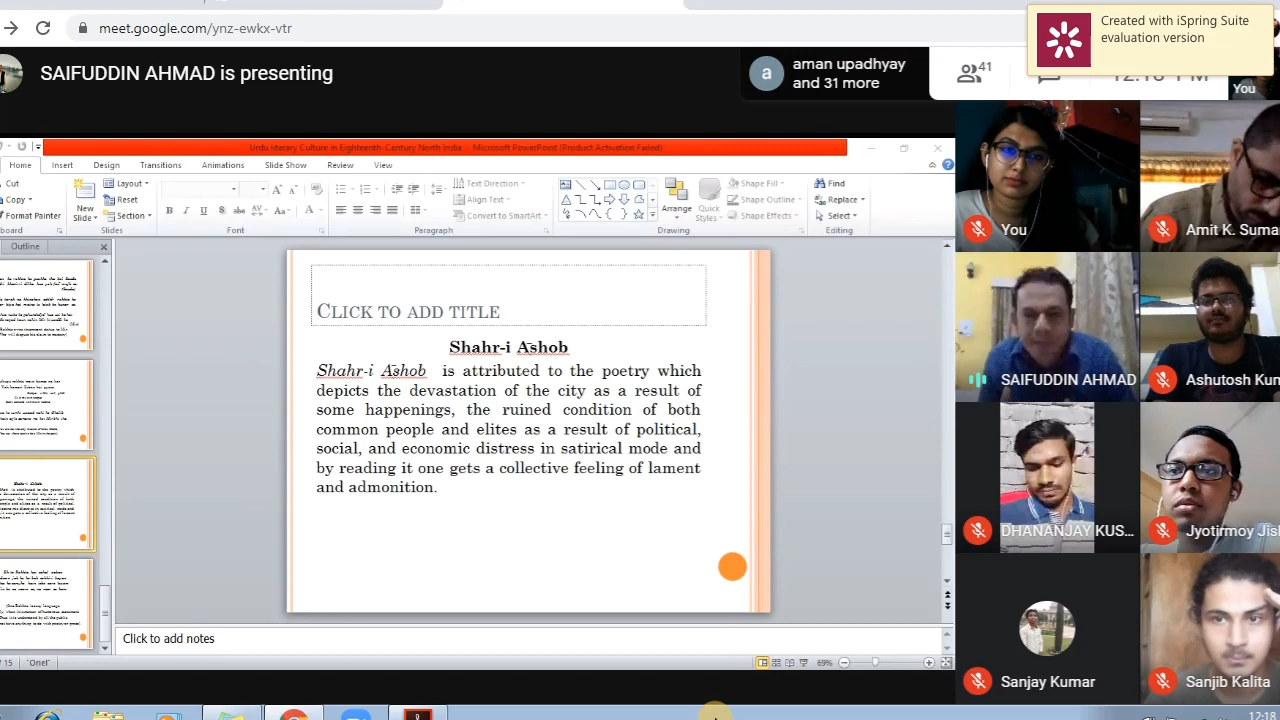 meet.google.com/ynz-ewkx-vtr
Created with iSpring Suite
evaluation version
SAIFUDDIN AHMAD is presenting
a
aman upadhyay
and 31 more
41
You
Urdu literary Culture in Eighteenth-Century North India - Microsoft PowerPoint (Product Activation Failed)
Home Insert Design Transitions Animations Slide Show Review View
Cut
Copy
Format Painter
New
Slide
Layout
Reset
Section
Text Direction
Align Text
Convert to SmartArt
Arrange
Quick
Styles
Shape Fill
Shape Outline
Shape Effects
Find
Replace
Select
Slides Font Paragraph Drawing Editing
Outline
CLICK TO ADD TITLE
Shahr-i Ashob
Shahr-i Ashob is attributed to the poetry which
depicts the devastation of the city as a result of
some happenings, the ruined condition of both
common people and elites as a result of political,
social, and economic distress in satirical mode and
by reading it one gets a collective feeling of lament
and admonition.
Click to add notes
15 "Oriel"
69%
You
Amit K. Suma
SAIFUDDIN AHMAD
Ashutosh Kun
DHANANJAY KUS...
Jyotirmoy Jish
Sanjay Kumar
Sanjib Kalita
12:18